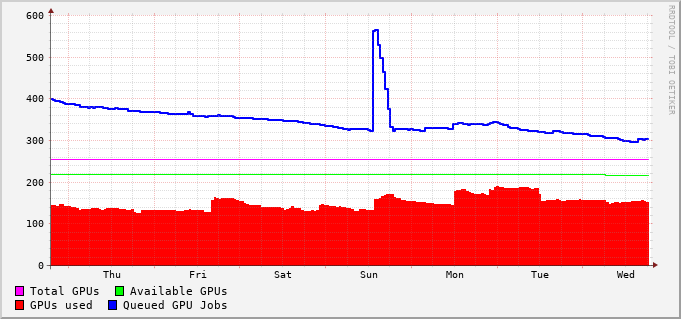 600
500
400
300
200
100
0
Thu Fri Sat Sun Mon Tue Wed
Total GPUs Available GPUs
GPUs used Queued GPU Jobs
RRDTOOL / TOBI OETIKER